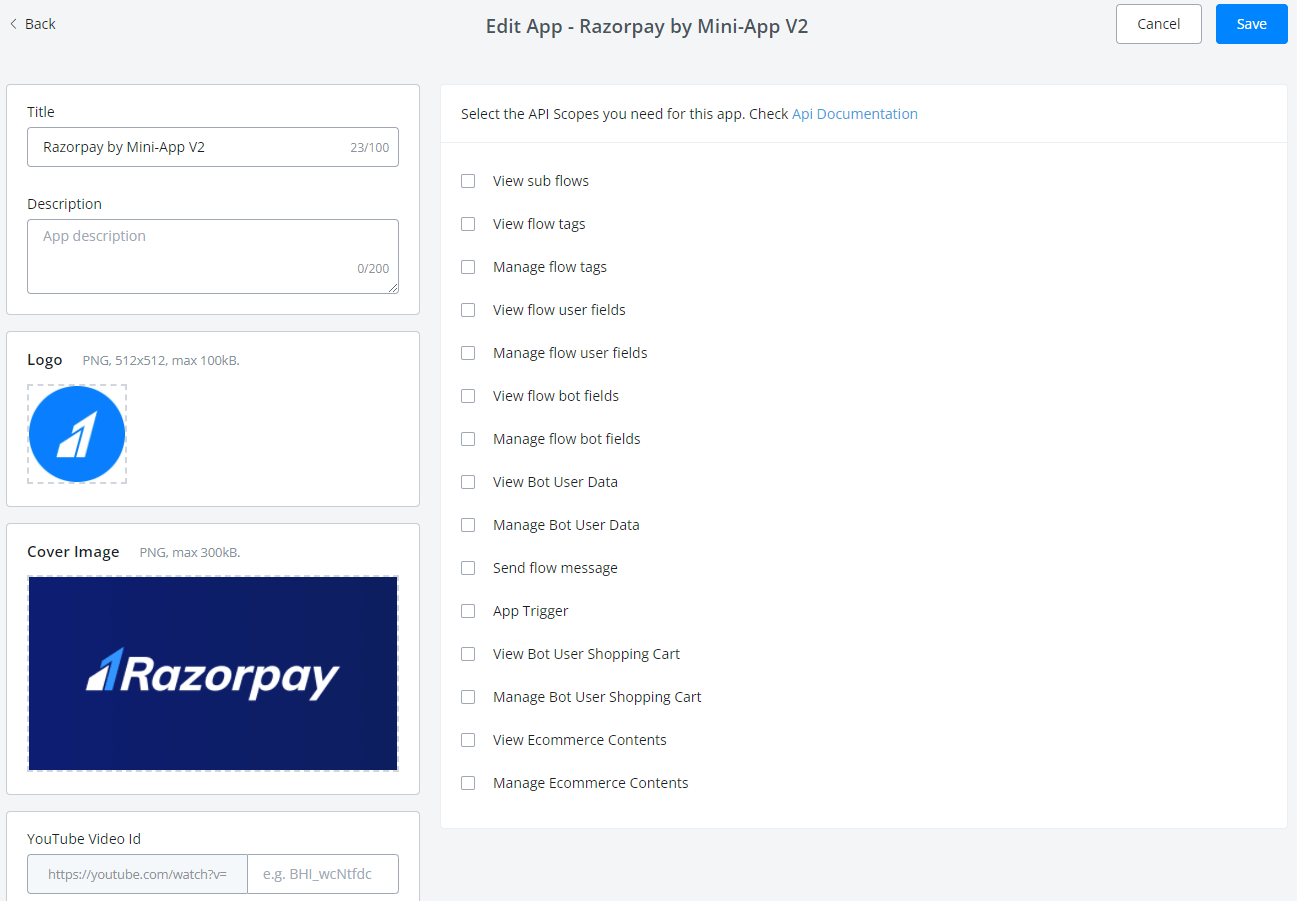 Back
Edit App - Razorpay by Mini-App V2
Cancel
Save
Title
Razorpay by Mini-App V2
23/100
Description
App description
0/200
Logo PNG, 512x512, max 100kB.
Cover Image PNG, max 300kB.
Razorpay
YouTube Video Id
https://youtube.com/watch?v=
e.g. BHI_wcNtfdc
Select the API Scopes you need for this app. Check Api Documentation
View sub flows
View flow tags
Manage flow tags
View flow user fields
Manage flow user fields
View flow bot fields
Manage flow bot fields
View Bot User Data
Manage Bot User Data
Send flow message
App Trigger
View Bot User Shopping Cart
Manage Bot User Shopping Cart
View Ecommerce Contents
Manage Ecommerce Contents